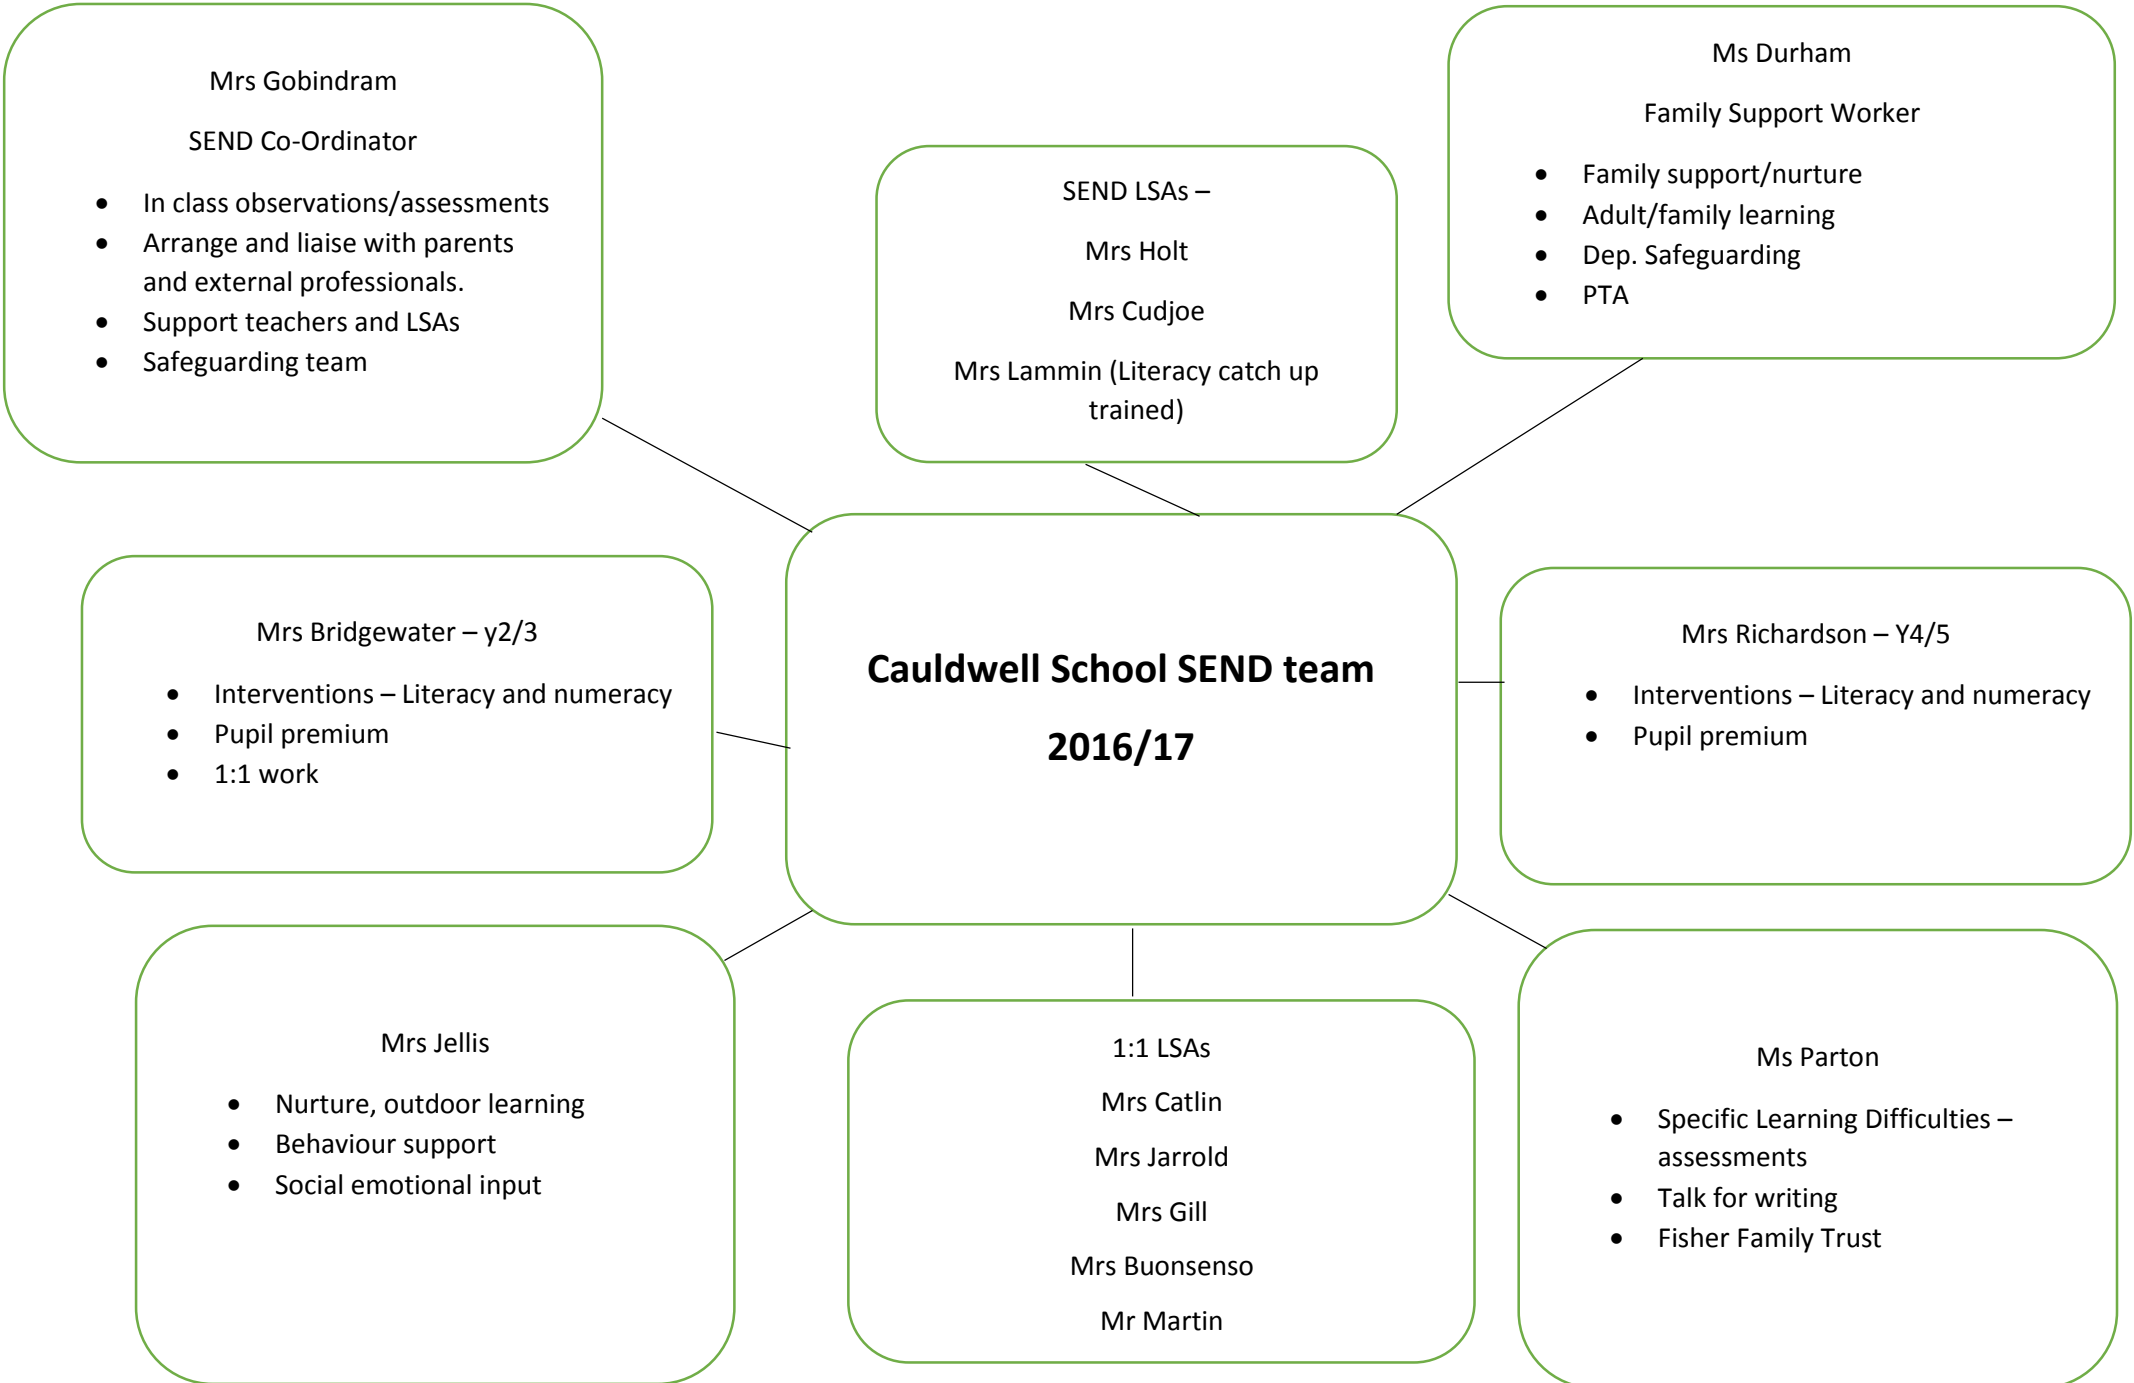 Mrs Gobindram
SEND Co-Ordinator
• In class observations/assessments
• Arrange and liaise with parents
and external professionals.
• Support teachers and LSAs
• Safeguarding team
SEND LSAs –
Mrs Holt
Mrs Cudjoe
Mrs Lammin (Literacy catch up
trained)
Ms Durham
Family Support Worker
• Family support/nurture
• Adult/family learning
• Dep. Safeguarding
• PTA
Mrs Bridgewater – y2/3
• Interventions – Literacy and numeracy
• Pupil premium
• 1:1 work
Cauldwell School SEND team
2016/17
Mrs Richardson – Y4/5
• Interventions – Literacy and numeracy
• Pupil premium
Mrs Jellis
• Nurture, outdoor learning
• Behaviour support
• Social emotional input
1:1 LSAs
Mrs Catlin
Mrs Jarrold
Mrs Gill
Mrs Buonsenso
Mr Martin
Ms Parton
• Specific Learning Difficulties –
assessments
• Talk for writing
• Fisher Family Trust